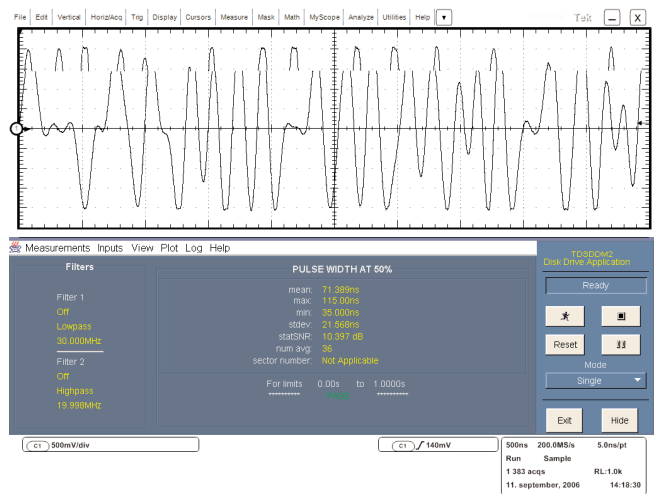 File Edit Vertical Horiz/Acq Trig Display Cursors Measure Mask Math MyScope Analyze Utilities Help Tek X
Measurements Inputs View Plot Log Help
Filters
Filter 1
Off
Lowpass
30.000MHz
Filter 2
Off
Highpass
19.998MHz
PULSE WIDTH AT 50%
mean: 71.389ns
max: 115.00ns
min: 35.000ns
stdev: 21.568ns
statSNR: 10.397 dB
num avg: 36
sector number: Not Applicable
For limits 0.00s to 1.0000s
********** **********
TDSDDM2
Disk Drive Application
Ready
Reset
Mode
Single
Exit Hide
C1 500mV/div
C1 140mV
500ns 200.0MS/s 5.0ns/pt
Run Sample
1 383 acqs RL:1.0k
11. september, 2006 14:18:30